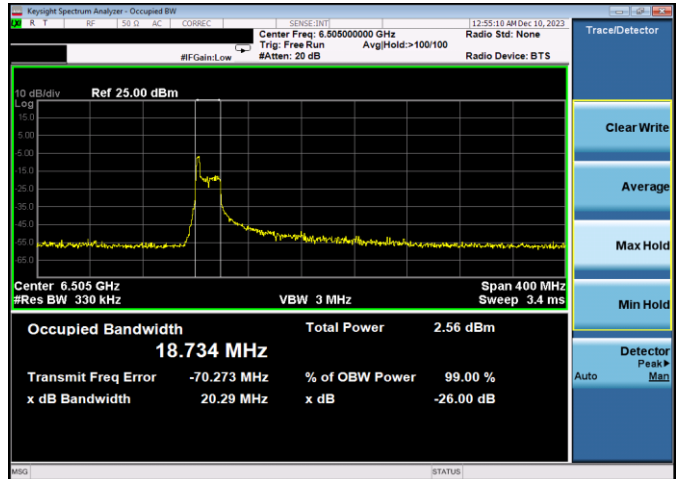 Keysight Spectrum Analyzer - Occupied BW
LXI R T RF 50 Ω AC CORREC SENSE:INT 12:55:10 AM Dec 10, 2023
Center Freq: 6.505000000 GHz Radio Std: None
Trig: Free Run Avg|Hold:>100/100
#IFGain:Low #Atten: 20 dB Radio Device: BTS
Trace/Detector
10 dB/div Ref 25.00 dBm
Log
15.0
5.00
-5.00
-15.0
-25.0
-35.0
-45.0
-55.0
-65.0
Center 6.505 GHz Span 400 MHz
#Res BW 330 kHz VBW 3 MHz Sweep 3.4 ms
Occupied Bandwidth Total Power 2.56 dBm
18.734 MHz
Transmit Freq Error -70.273 MHz % of OBW Power 99.00 %
x dB Bandwidth 20.29 MHz x dB -26.00 dB
Clear Write
Average
Max Hold
Min Hold
Detector
Peak▶
Auto Man
MSG STATUS